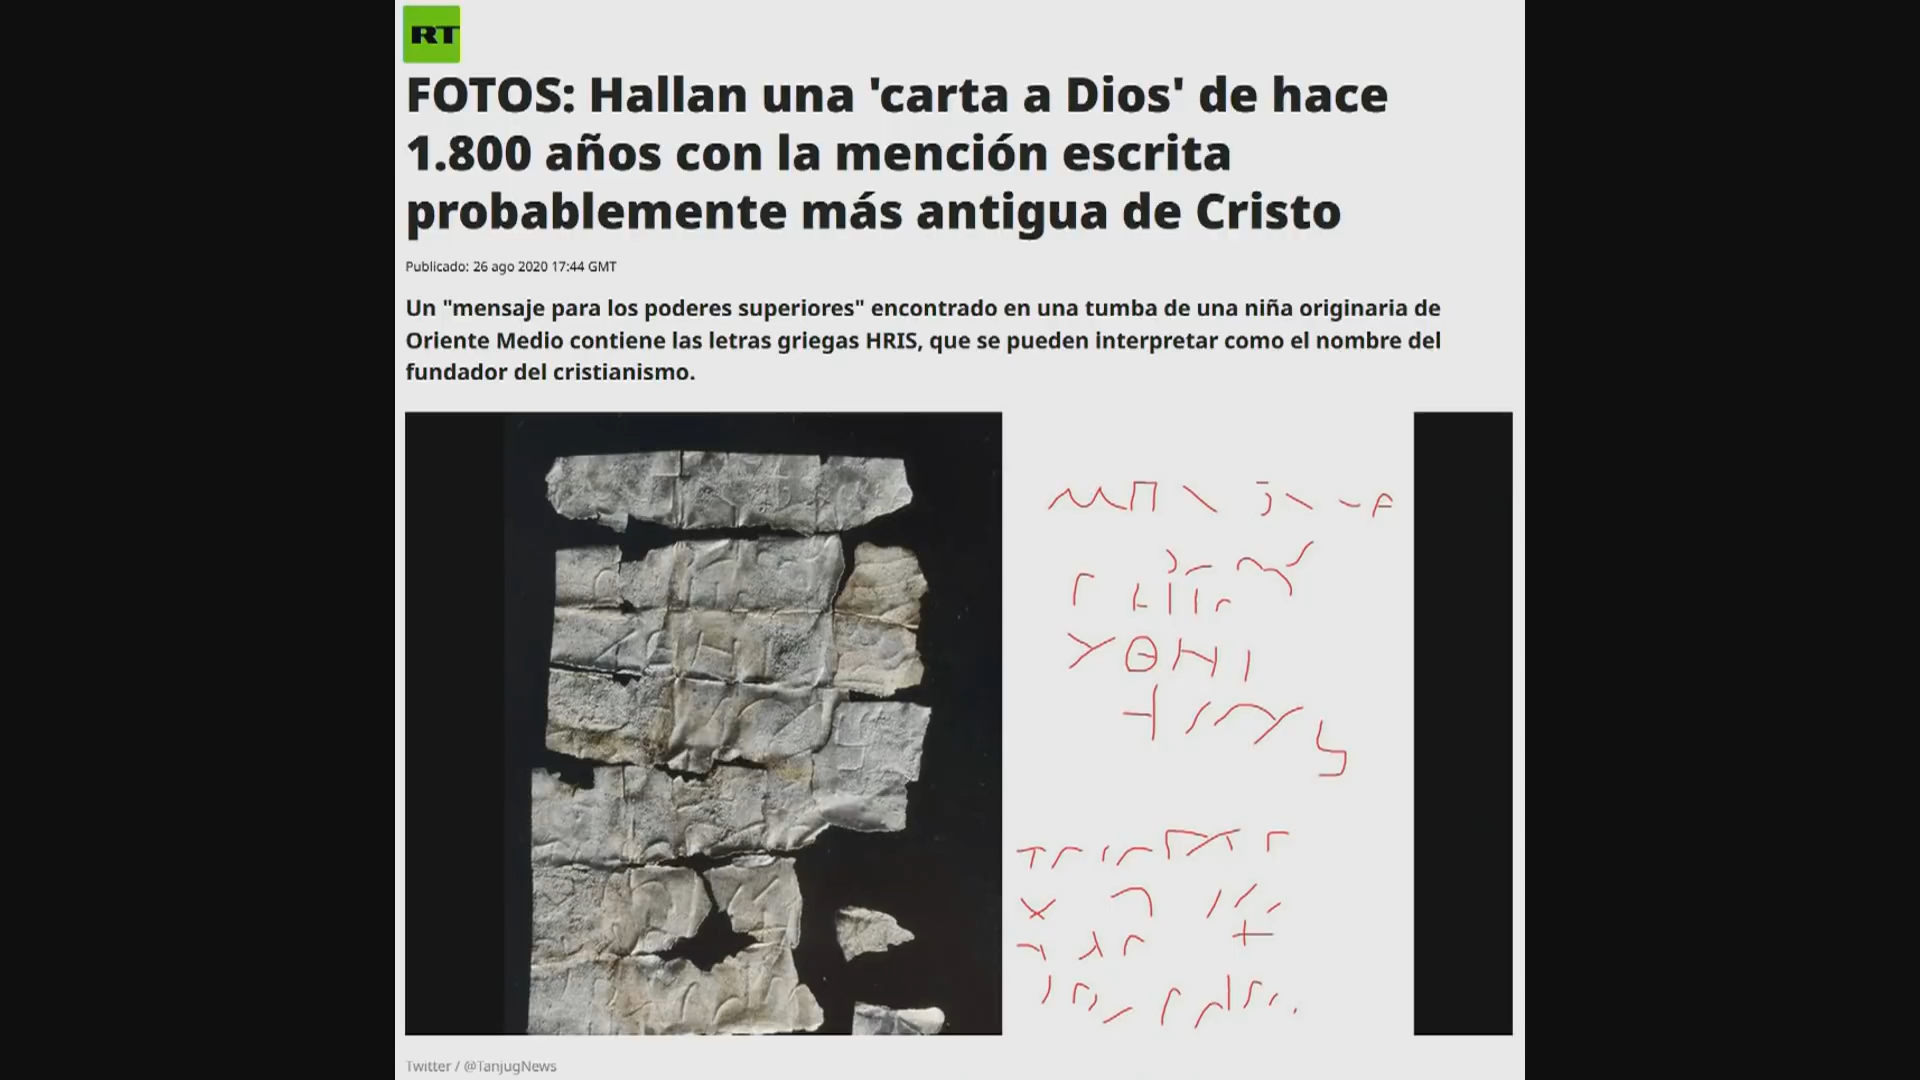 RT
FOTOS: Hallan una 'carta a Dios' de hace
1.800 años con la mención escrita
probablemente más antigua de Cristo
Publicado: 26 ago 2020 17:44 GMT
Un "mensaje para los poderes superiores" encontrado en una tumba de una niña originaria de
Oriente Medio contiene las letras griegas HRIS, que se pueden interpretar como el nombre del
fundador del cristianismo.
ΥΘΗΙ
Twitter / @TanjugNews